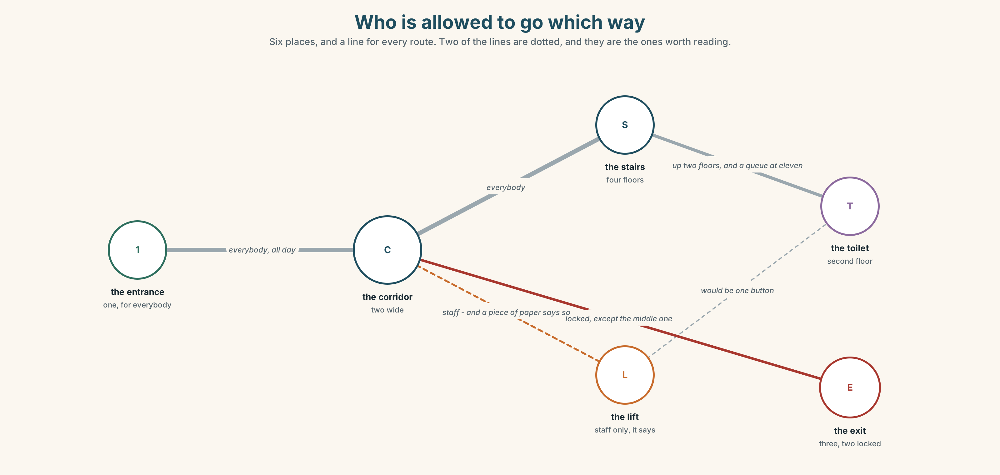 Who is allowed to go which way
Six places, and a line for every route. Two of the lines are dotted, and they are the ones worth reading.
S
the stairs
four floors
up two floors, and a queue at eleven
everybody
T
the toilet
second floor
1
everybody, all day
C
the entrance
one, for everybody
the corridor
two wide
would be one button
staff - and a piece of paper says so
locked, except the middle one
L
the lift
staff only, it says
E
the exit
three, two locked